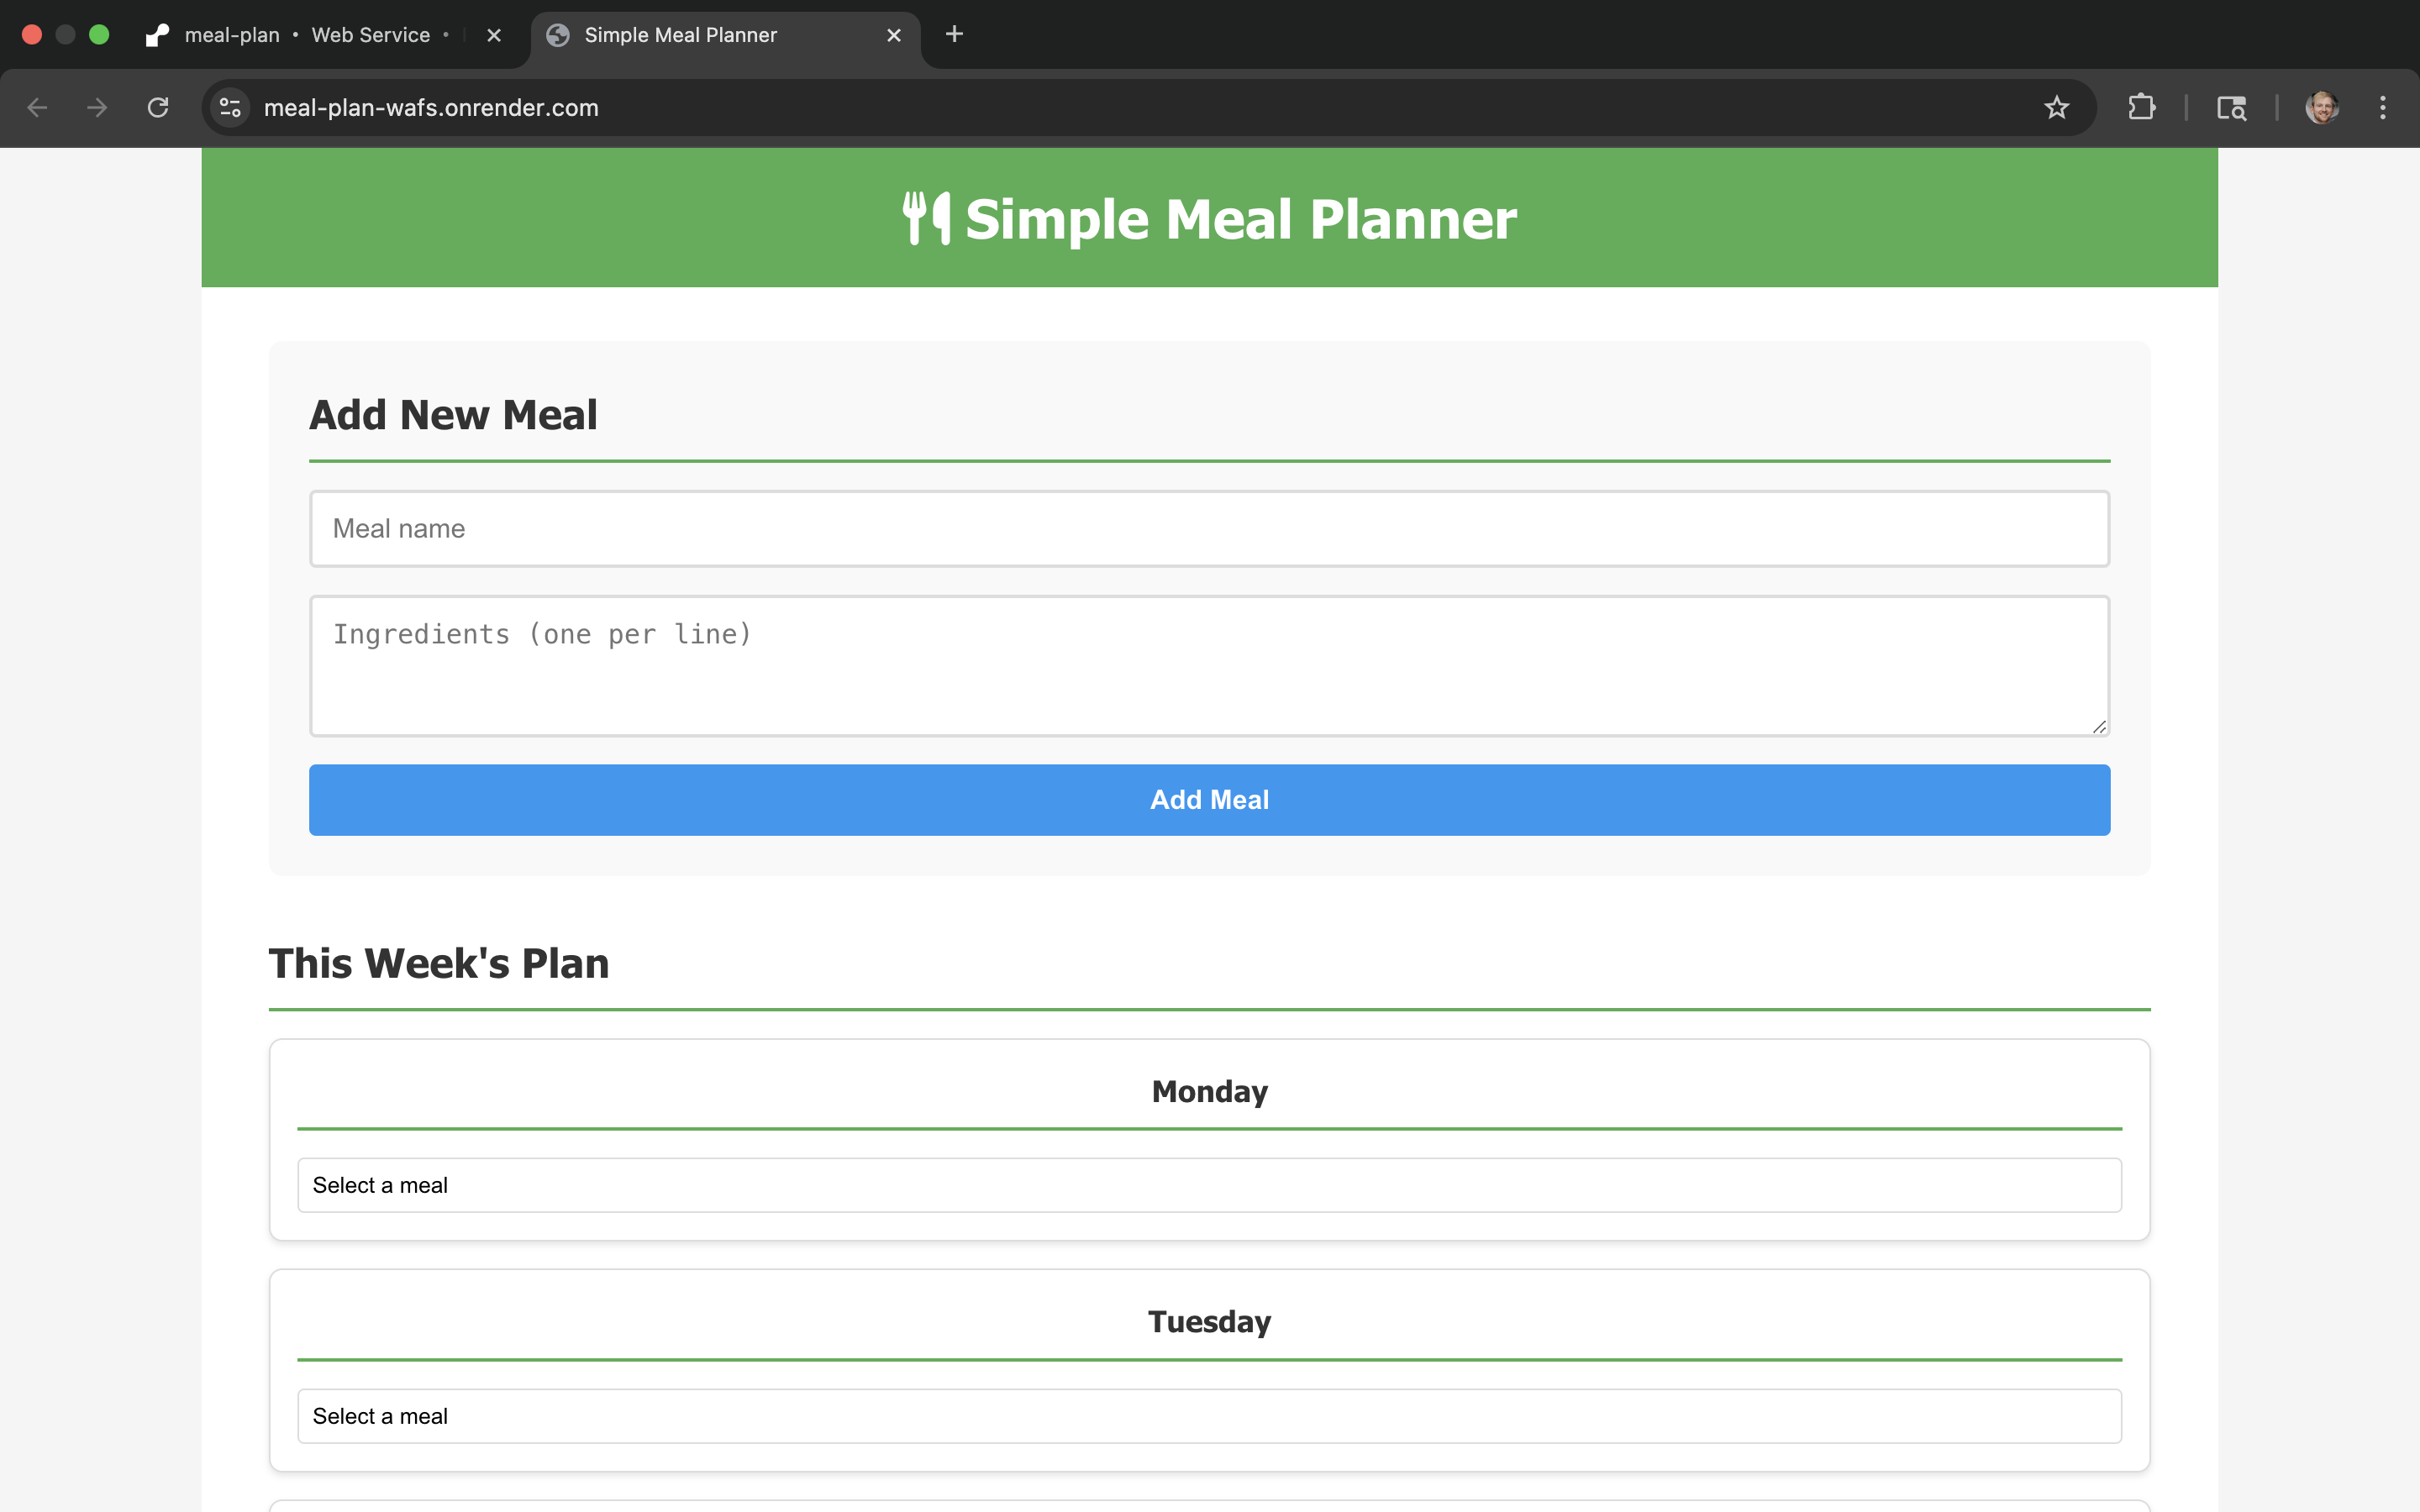 meal-plan • Web Service •
Simple Meal Planner
meal-plan-wafs.onrender.com
Simple Meal Planner
Add New Meal
Meal name
Ingredients (one per line)
Add Meal
This Week's Plan
Monday
Select a meal
Tuesday
Select a meal